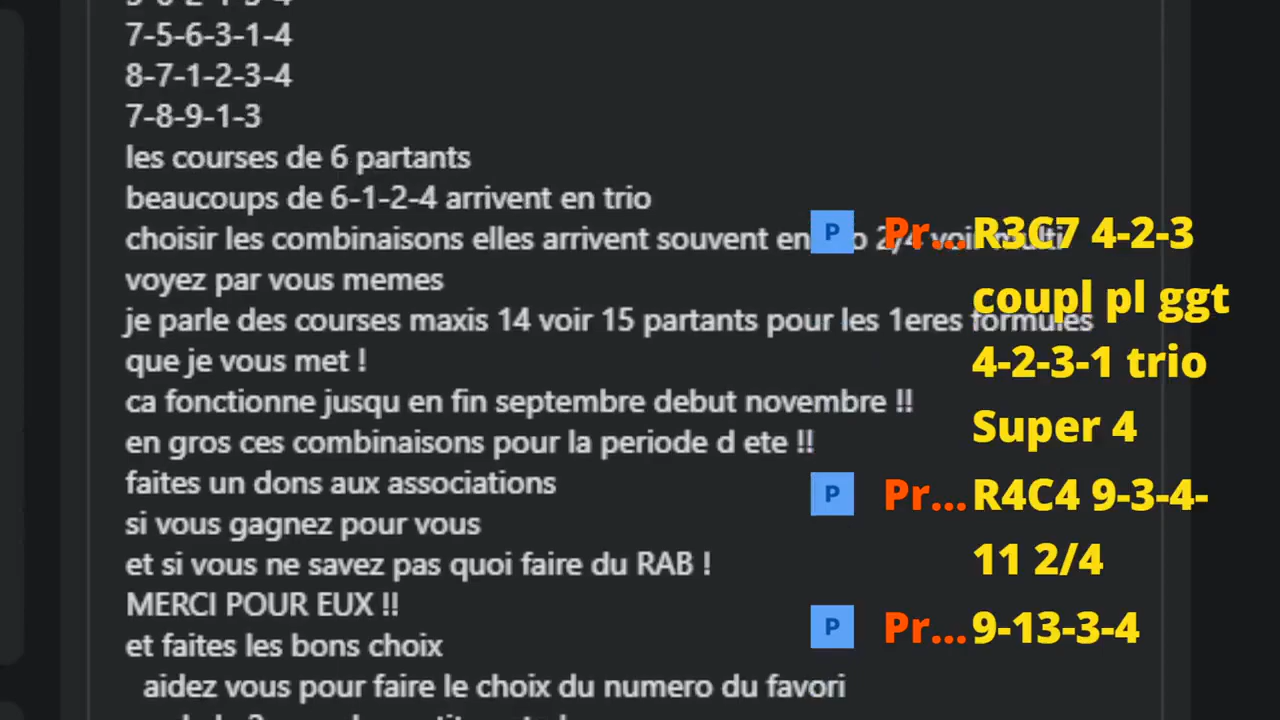 7-5-6-3-1-4
8-7-1-2-3-4
7-8-9-1-3
les courses de 6 partants
beaucoups de 6-1-2-4 arrivent en trio
choisir les combinaisons elles arrivent souvent en 2/4 voir multi
voyez par vous memes
je parle des courses maxis 14 voir 15 partants pour les 1eres formules
que je vous met !
ca fonctionne jusqu en fin septembre debut novembre !!
en gros ces combinaisons pour la periode d ete !!
faites un dons aux associations
si vous gagnez pour vous
et si vous ne savez pas quoi faire du RAB !
MERCI POUR EUX !!
et faites les bons choix
aidez vous pour faire le choix du numero du favori
P Pr... R3C7 4-2-3
coupl pl ggt
4-2-3-1 trio
Super 4
P Pr... R4C4 9-3-4-
11 2/4
P Pr... 9-13-3-4